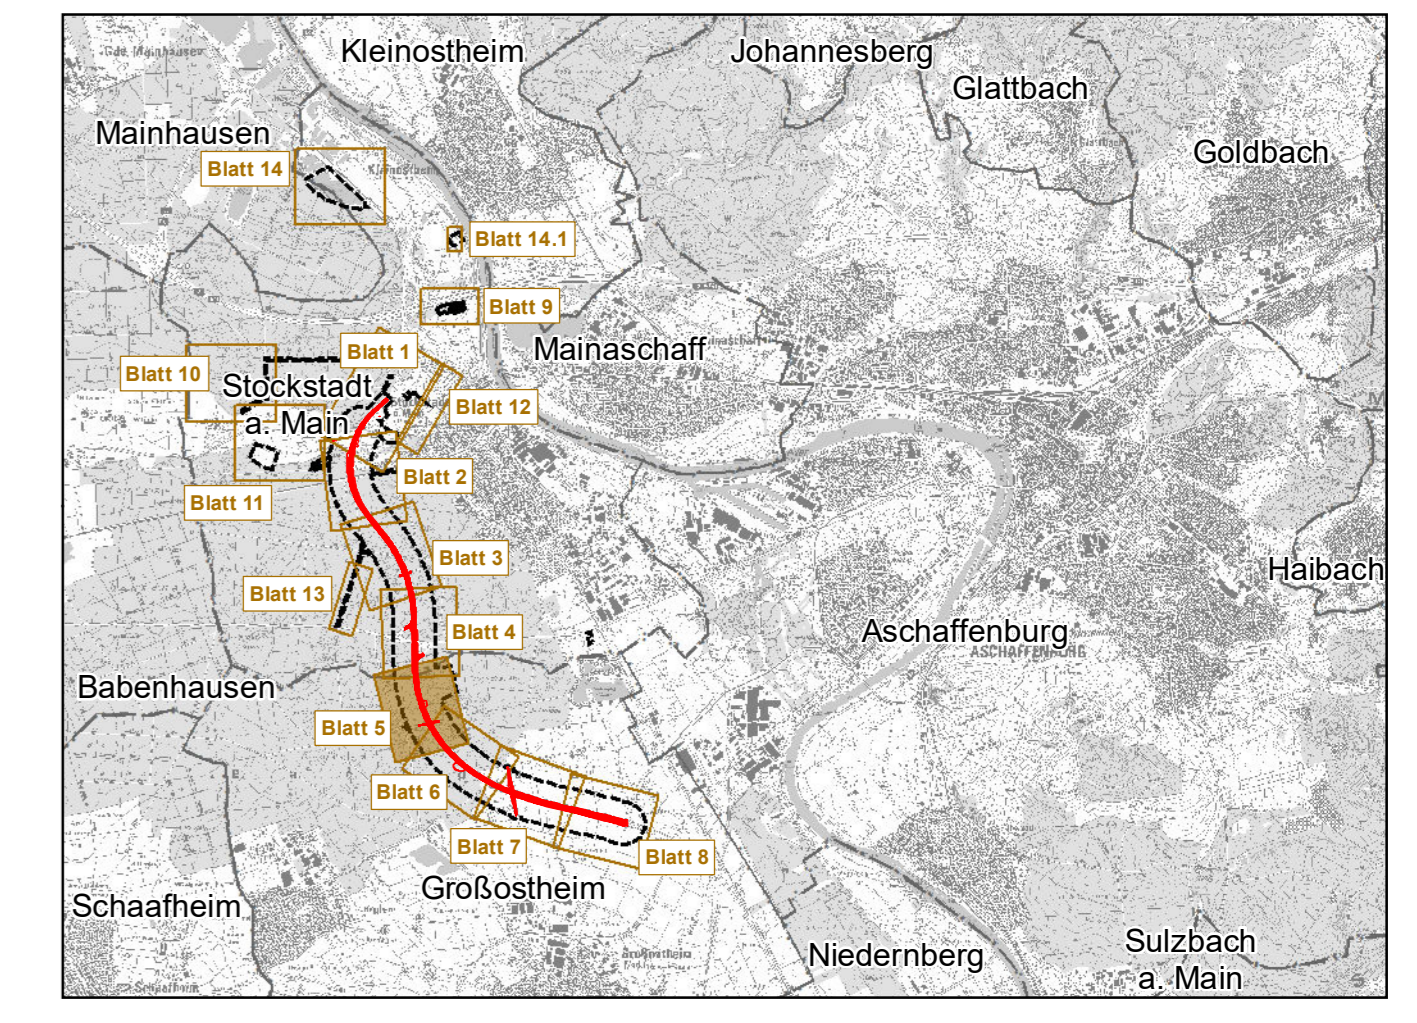 Kleinostheim
Johannesberg
Glattbach
Mainhausen
Goldbach
Blatt 14
Blatt 14.1
Blatt 9
Mainaschaff
Blatt 1
Blatt 10
Stockstadt
a. Main
Blatt 12
Blatt 2
Blatt 11
Blatt 3
Haibach
Blatt 13
Blatt 4
Aschaffenburg
ASCHAFFENBURG
Babenhausen
Blatt 5
Blatt 6
Blatt 7
Blatt 8
Großostheim
Schaafheim
Niedernberg
Sulzbach
a. Main